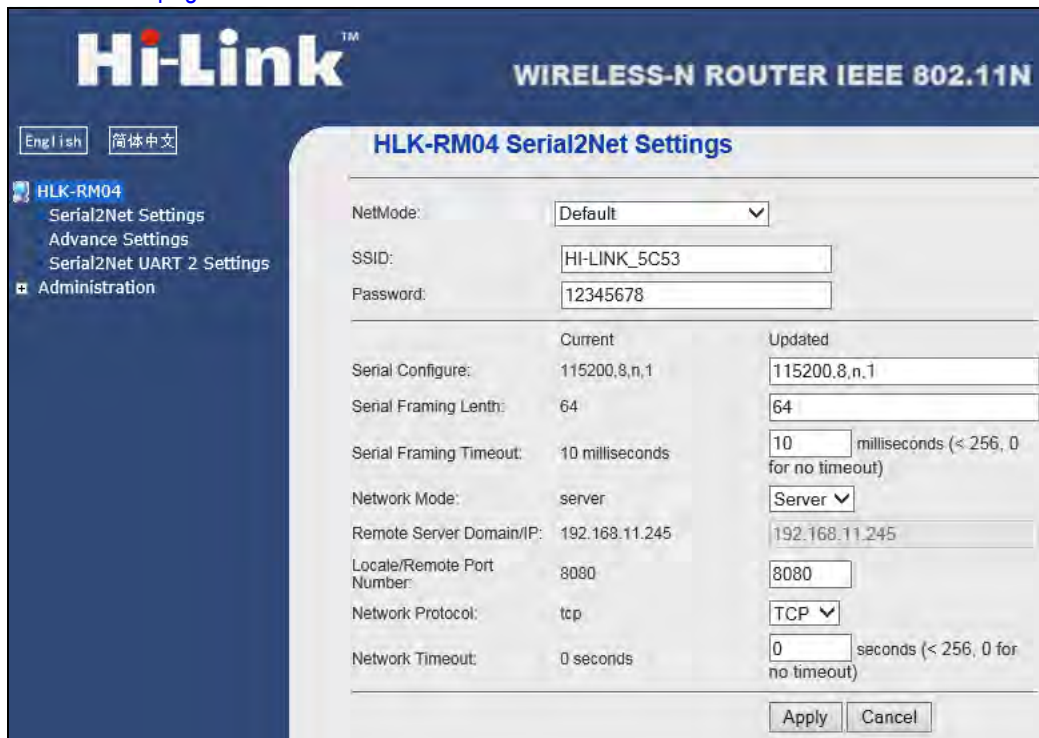 Hi-Link™
WIRELESS-N ROUTER IEEE 802.11N
English 简体中文
HLK-RM04
Serial2Net Settings
Advance Settings
Serial2Net UART 2 Settings
Administration
HLK-RM04 Serial2Net Settings
NetMode: Default
SSID: HI-LINK_5C53
Password: 12345678
Current Updated
Serial Configure: 115200,8,n,1 115200,8,n,1
Serial Framing Lenth: 64 64
Serial Framing Timeout: 10 milliseconds 10 milliseconds (< 256, 0
for no timeout)
Network Mode: server Server
Remote Server Domain/IP: 192.168.11.245 192.168.11.245
Locale/Remote Port
Number: 8080 8080
Network Protocol: tcp TCP
Network Timeout: 0 seconds 0 seconds (< 256, 0 for
no timeout)
Apply Cancel